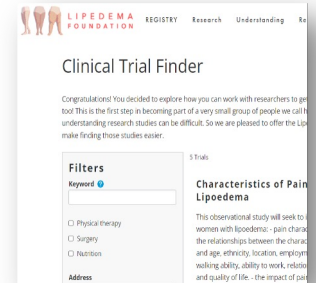 LIPEDEMA
FOUNDATION
REGISTRY Research Understanding Re
Clinical Trial Finder
Congratulations! You decided to explore how you can work with researchers to get
too! This is the first step in becoming part of a very small group of people we call h
understanding research studies can be difficult. So we are pleased to offer the Lip
make finding those studies easier.
Filters
Keyword
Physical therapy
Surgery
Nutrition
Address
5 Trials
Characteristics of Pain
Lipoedema
This observational study will seek to i
women with lipoedema: - pain charac
the relationships between the charac
and age, ethnicity, location, employm
walking ability, ability to work, relatio
and quality of life. - the impact of pain